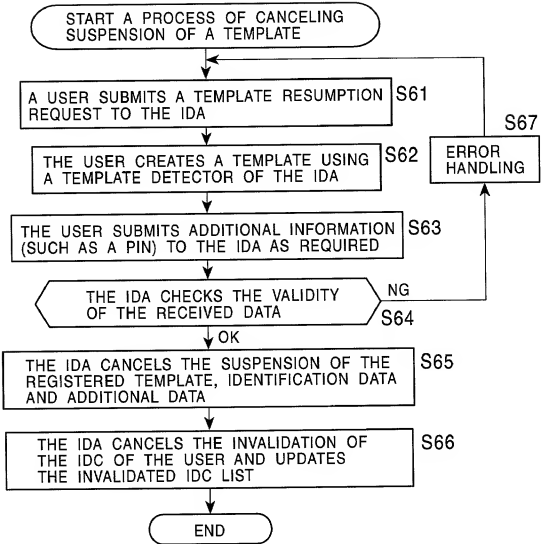 START A PROCESS OF CANCELING
SUSPENSION OF A TEMPLATE
A USER SUBMITS A TEMPLATE RESUMPTION
REQUEST TO THE IDA
S61
S67
ERROR
HANDLING
THE USER CREATES A TEMPLATE USING
A TEMPLATE DETECTOR OF THE IDA
S62
THE USER SUBMITS ADDITIONAL INFORMATION
(SUCH AS A PIN) TO THE IDA AS REQUIRED
S63
THE IDA CHECKS THE VALIDITY
OF THE RECEIVED DATA
NG
S64
OK
THE IDA CANCELS THE SUSPENSION OF THE
REGISTERED TEMPLATE, IDENTIFICATION DATA
AND ADDITIONAL DATA
S65
THE IDA CANCELS THE INVALIDATION OF
THE IDC OF THE USER AND UPDATES
THE INVALIDATED IDC LIST
S66
END